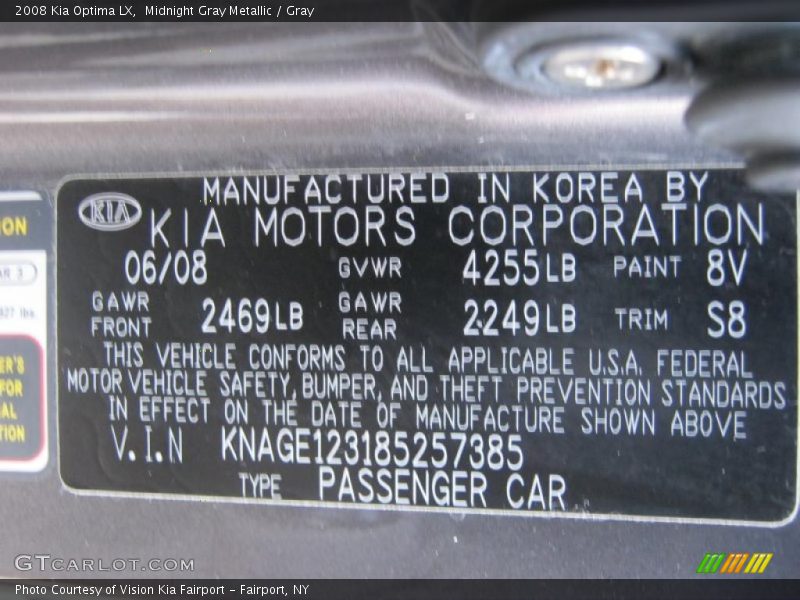 2008 Kia Optima LX, Midnight Gray Metallic / Gray
MANUFACTURED IN KOREA BY
KIA KIA MOTORS CORPORATION
06/08 GVWR 4255LB PAINT 8V
GAWR FRONT 2469LB GAWR REAR 2249LB TRIM S8
THIS VEHICLE CONFORMS TO ALL APPLICABLE U.S.A. FEDERAL
MOTOR VEHICLE SAFETY, BUMPER, AND THEFT PREVENTION STANDARDS
IN EFFECT ON THE DATE OF MANUFACTURE SHOWN ABOVE
V.I.N KNAGE123185257385
TYPE PASSENGER CAR
GTCARLOT.COM
Photo Courtesy of Vision Kia Fairport - Fairport, NY